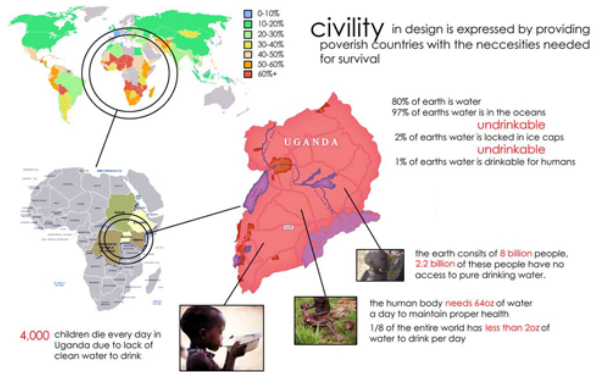 0-10%
10-20%
20-30%
30-40%
40-50%
50-60%
60%+
civility in design is expressed by providing
poverish countries with the neccesities needed
for survival
80% of earth is water
97% of earths water is in the oceans
undrinkable
2% of earths water is locked in ice caps
undrinkable
1% of earths water is drinkable for humans
UGANDA
the earth consits of 8 billion people,
2.2 billion of these people have no
access to pure drinking water.
the human body needs 64oz of water
a day to maintain proper health
1/8 of the entire world has less than 2oz of
water to drink per day
4,000 children die every day in
Uganda due to lack of
clean water to drink